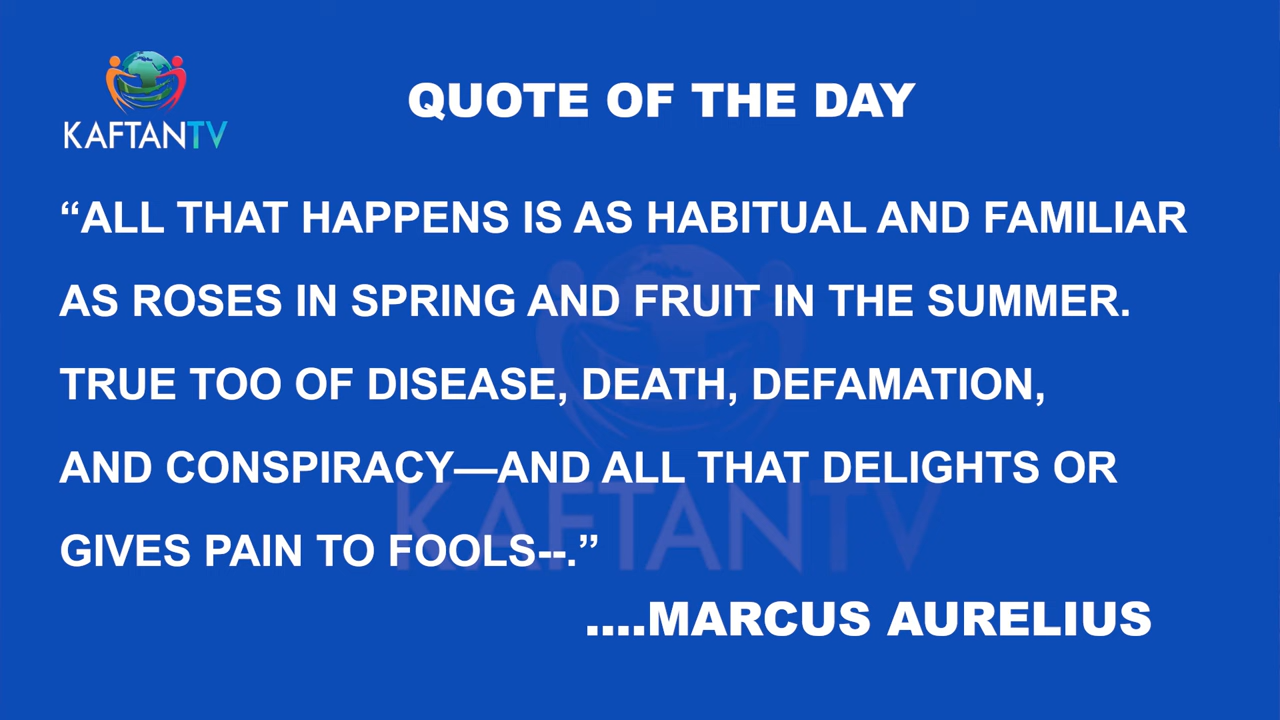 KAFTANTV
QUOTE OF THE DAY
“ALL THAT HAPPENS IS AS HABITUAL AND FAMILIAR
AS ROSES IN SPRING AND FRUIT IN THE SUMMER.
TRUE TOO OF DISEASE, DEATH, DEFAMATION,
AND CONSPIRACY—AND ALL THAT DELIGHTS OR
GIVES PAIN TO FOOLS--.”
KAFTANTV
....MARCUS AURELIUS